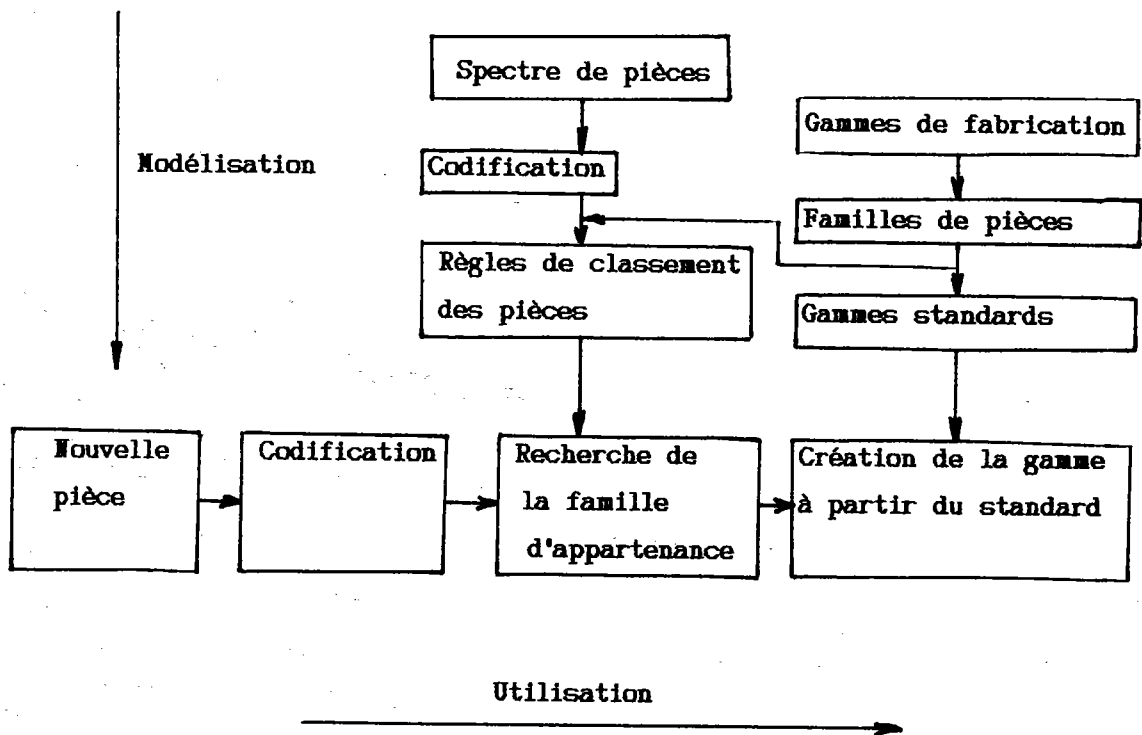 Spectre de pièces
Gammes de fabrication
Modélisation
Codification
Familles de pièces
Règles de classement
des pièces
Gammes standards
Nouvelle
pièce
Codification
Recherche de
la famille
d'appartenance
Création de la gamme
à partir du standard
Utilisation